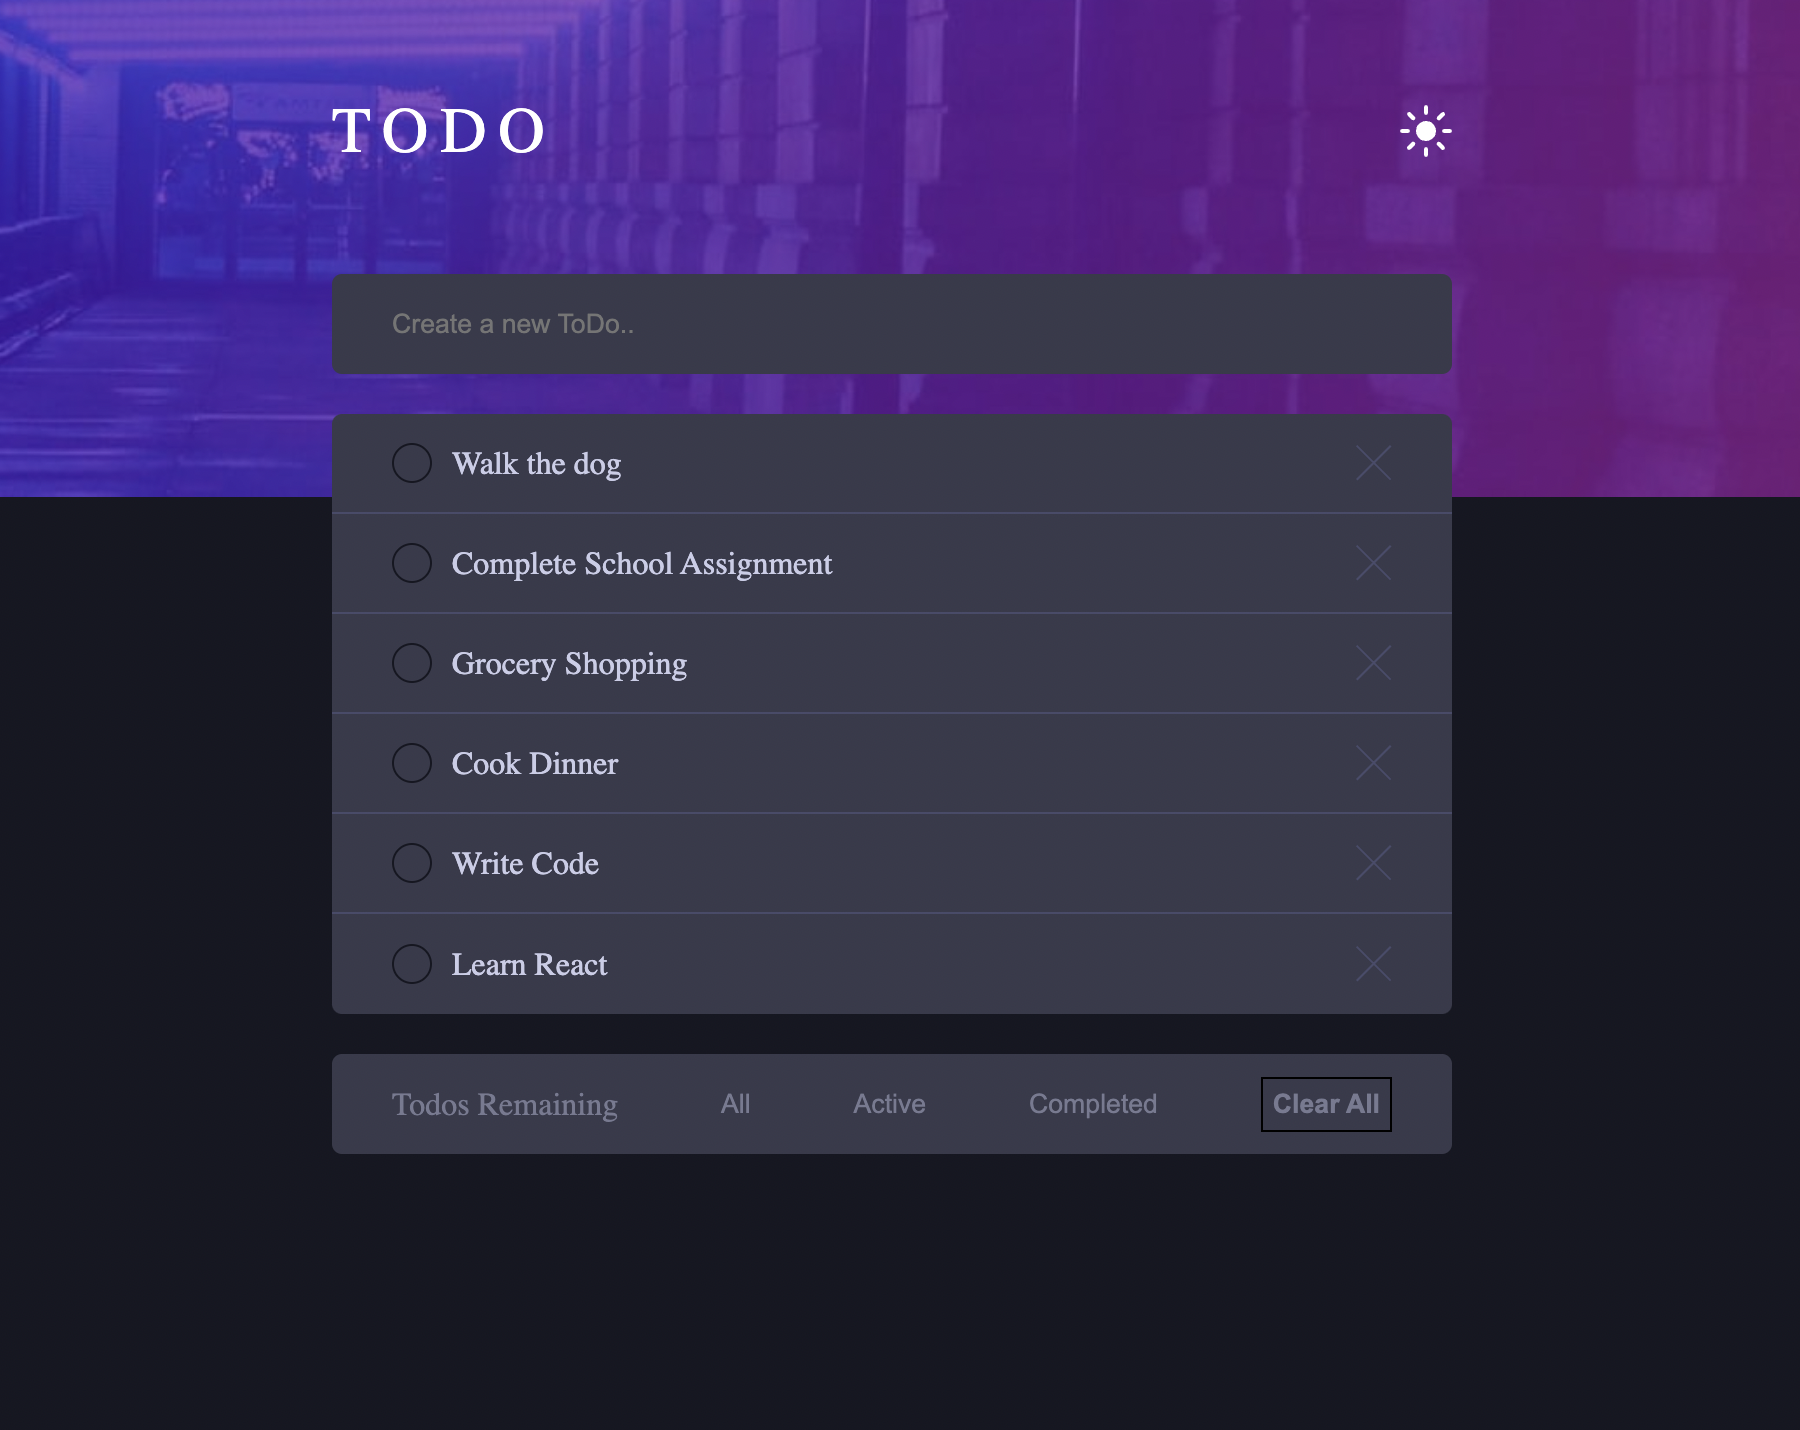 TODO
Create a new ToDo..
Walk the dog
Complete School Assignment
Grocery Shopping
Cook Dinner
Write Code
Learn React
Todos Remaining All Active Completed Clear All